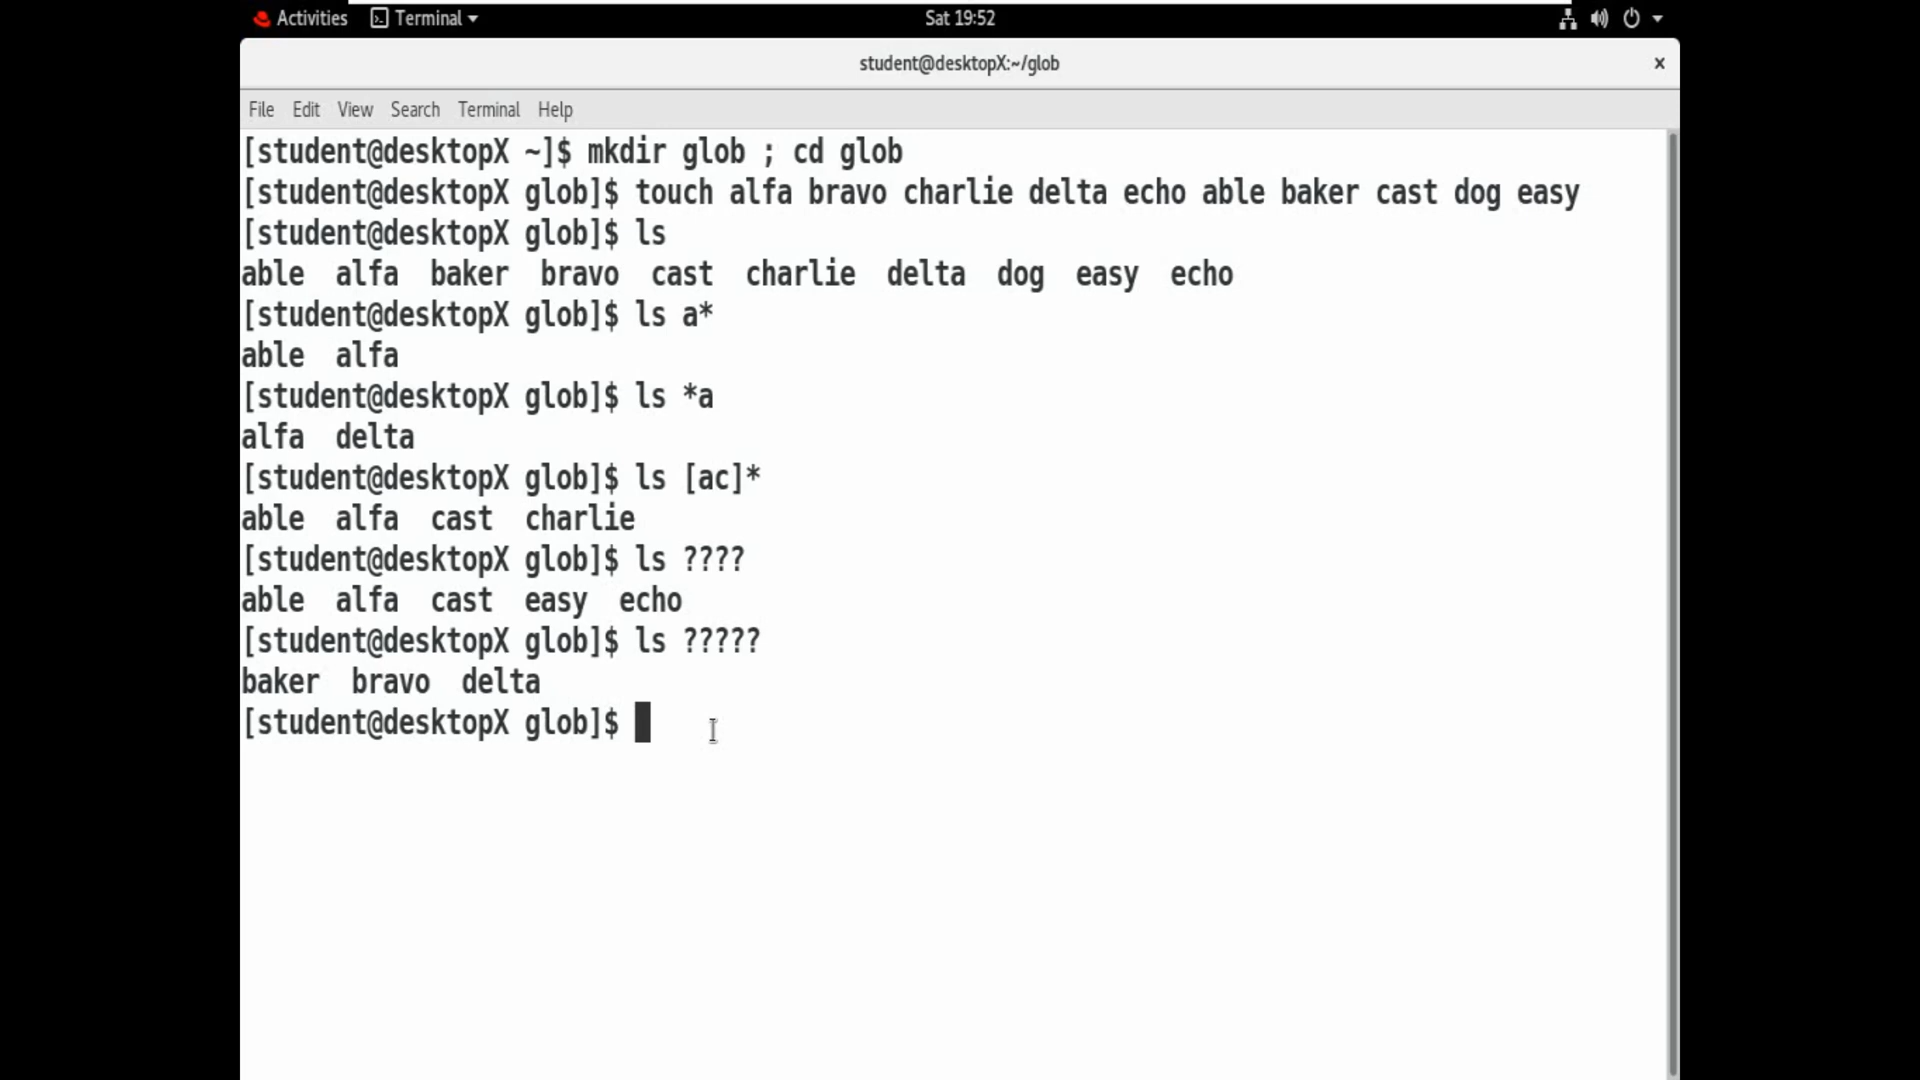 Activities Terminal Sat 19:52
student@desktopX:~/glob x
File Edit View Search Terminal Help
[student@desktopX ~]$ mkdir glob ; cd glob
[student@desktopX glob]$ touch alfa bravo charlie delta echo able baker cast dog easy
[student@desktopX glob]$ ls
able  alfa  baker  bravo  cast  charlie  delta  dog  easy  echo
[student@desktopX glob]$ ls a*
able  alfa
[student@desktopX glob]$ ls *a
alfa  delta
[student@desktopX glob]$ ls [ac]*
able  alfa  cast  charlie
[student@desktopX glob]$ ls ????
able  alfa  cast  easy  echo
[student@desktopX glob]$ ls ?????
baker  bravo  delta
[student@desktopX glob]$